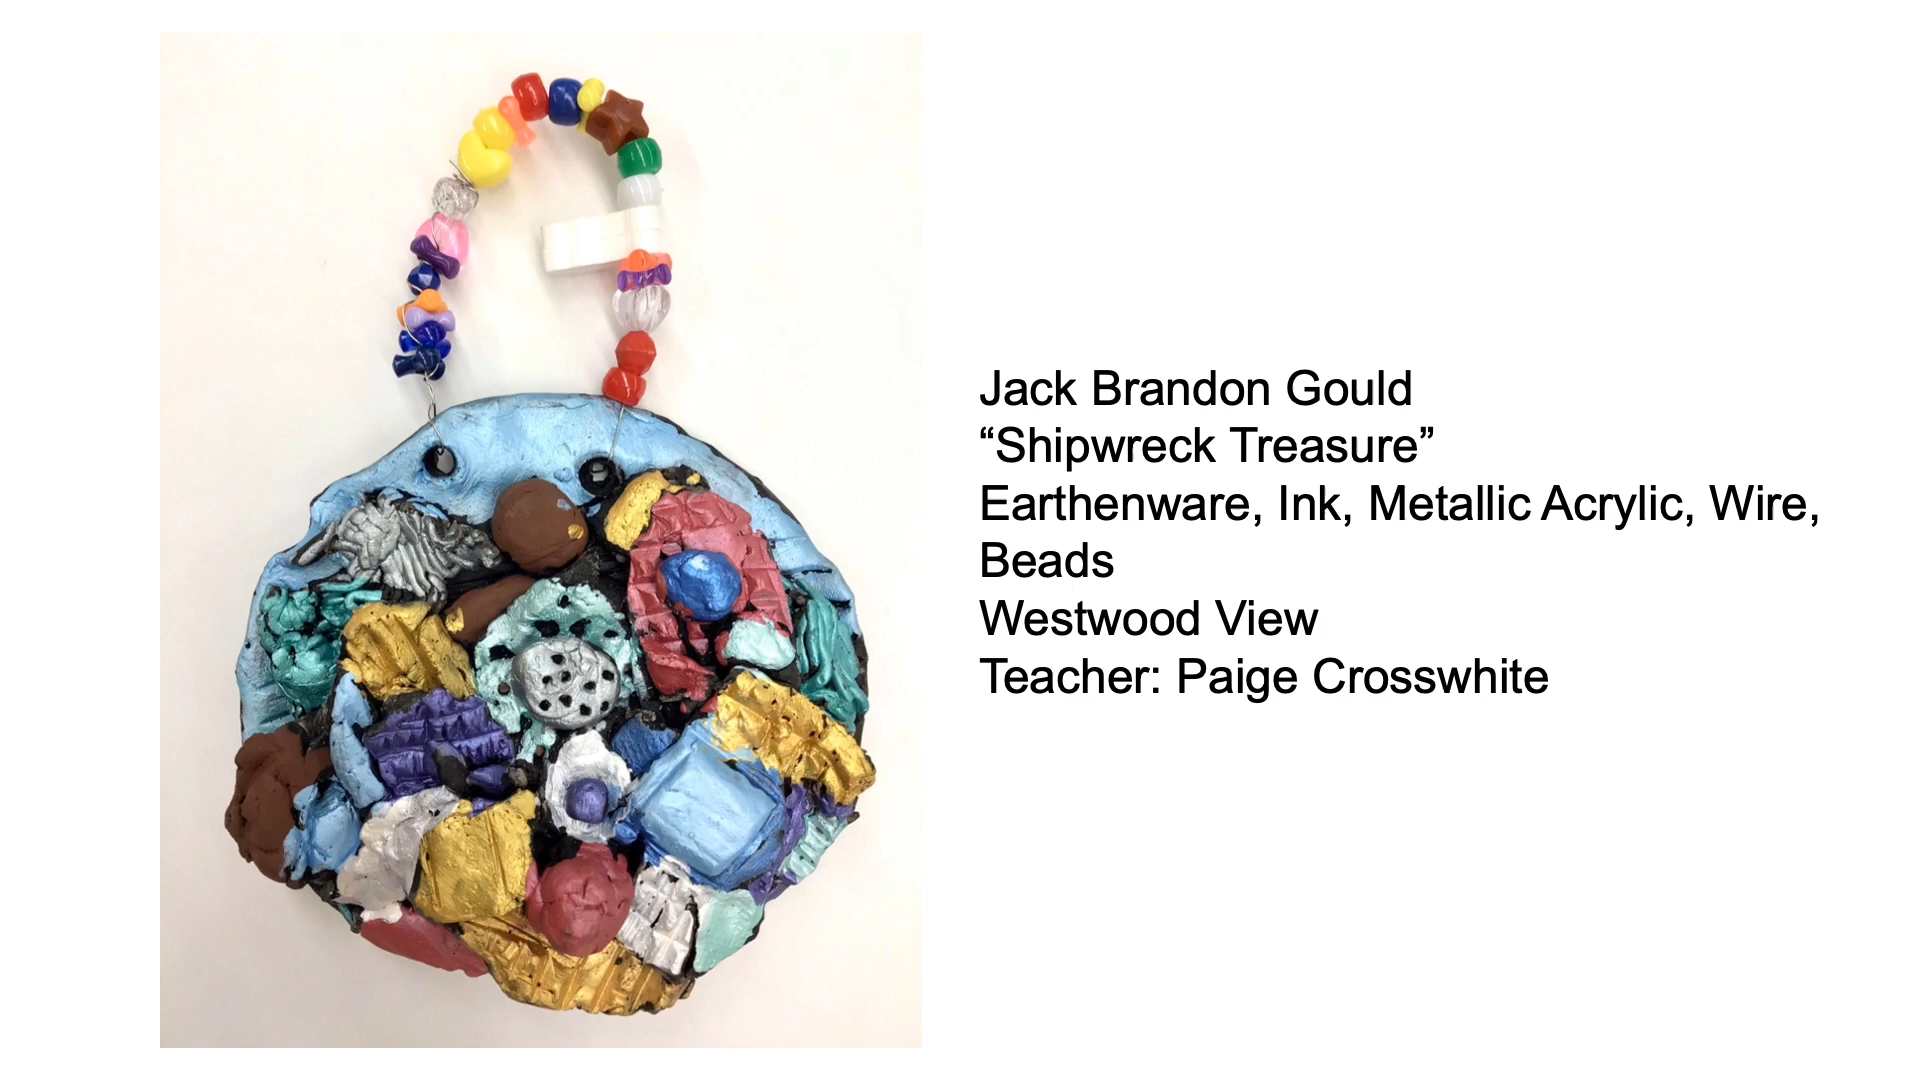 Jack Brandon Gould
“Shipwreck Treasure”
Earthenware, Ink, Metallic Acrylic, Wire,
Beads
Westwood View
Teacher: Paige Crosswhite